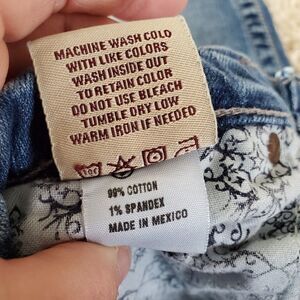 MACHINE WASH COLD
WITH LIKE COLORS
WASH INSIDE OUT
TO RETAIN COLOR
DO NOT USE BLEACH
TUMBLE DRY LOW
WARM IRON IF NEEDED
99% COTTON
1% SPANDEX
MADE IN MEXICO